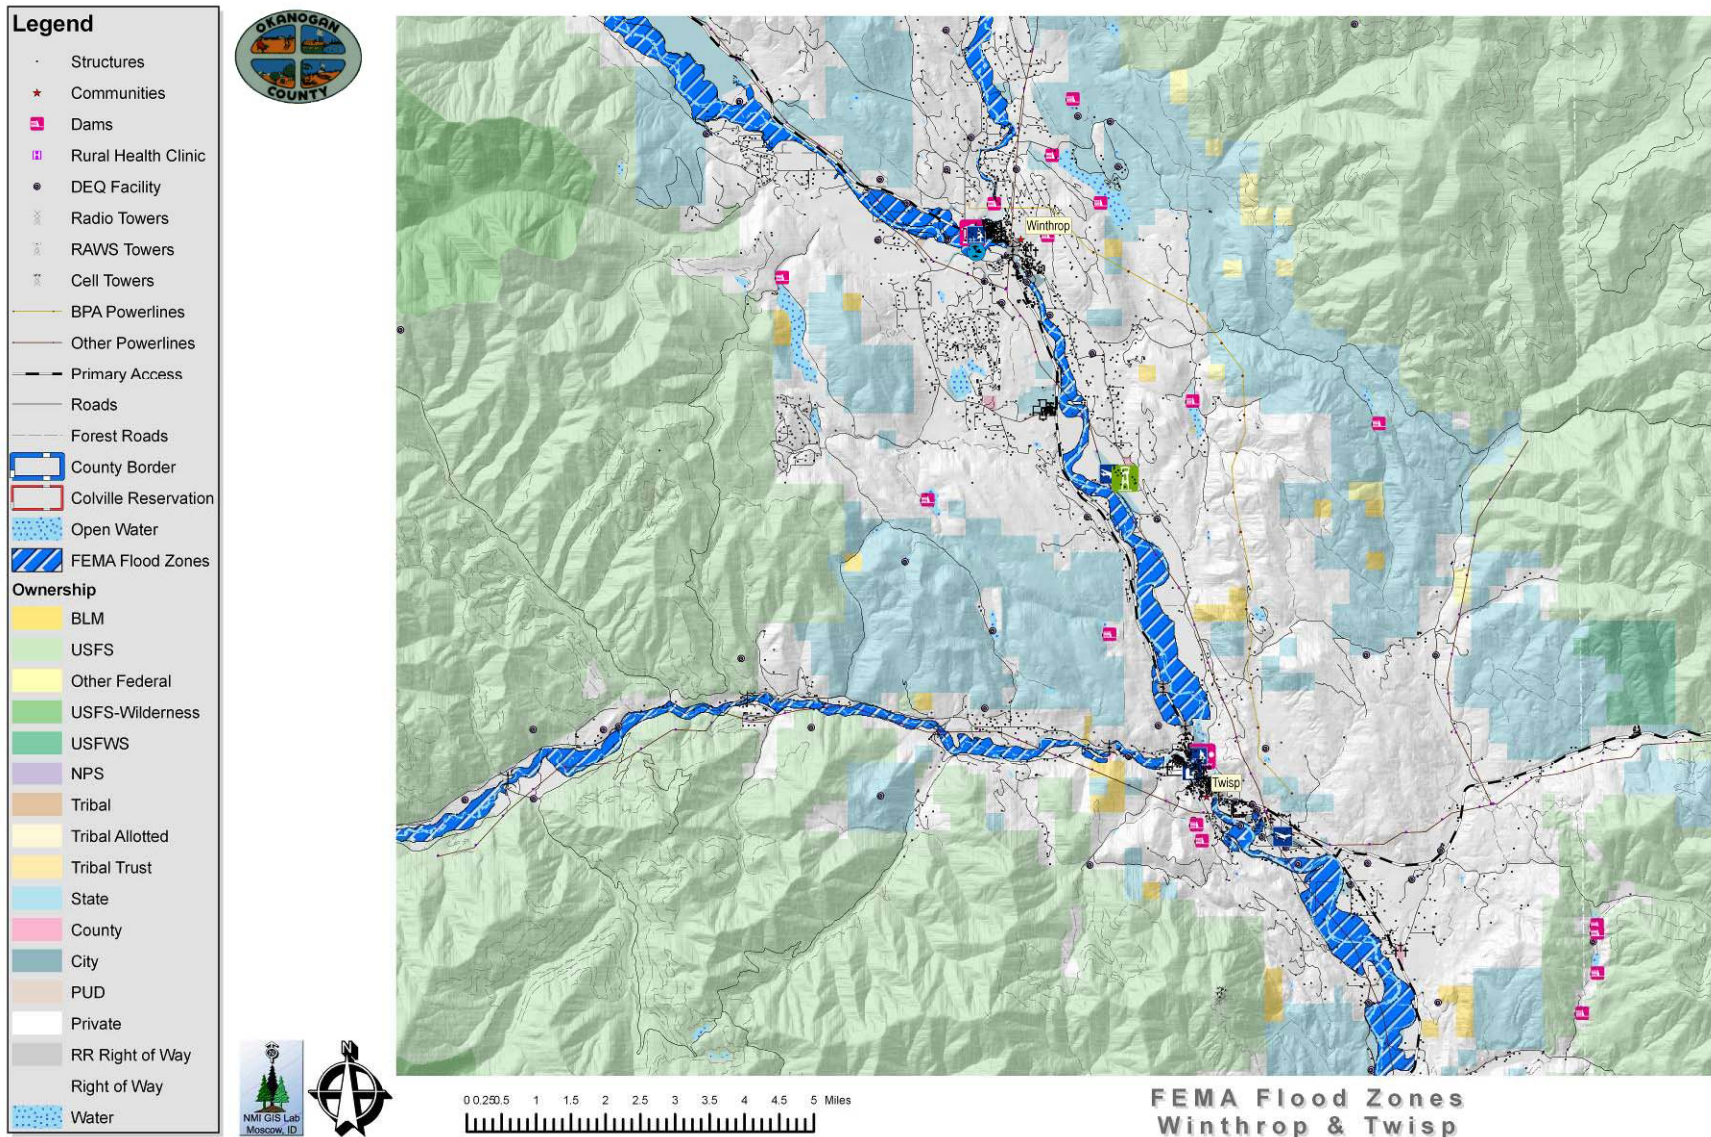 Legend
Structures
Communities
Dams
Rural Health Clinic
DEQ Facility
Radio Towers
RAWS Towers
Cell Towers
BPA Powerlines
Other Powerlines
Primary Access
Roads
Forest Roads
County Border
Colville Reservation
Open Water
FEMA Flood Zones
Ownership
BLM
USFS
Other Federal
USFS-Wilderness
USFWS
NPS
Tribal
Tribal Allotted
Tribal Trust
State
County
City
PUD
Private
RR Right of Way
Right of Way
Water
OKANOGAN
COUNTY
Winthrop
Twisp
NMI GIS Lab
Moscow, ID
N
0 0.25 0.5 1 1.5 2 2.5 3 3.5 4 4.5 5 Miles
FEMA Flood Zones
Winthrop & Twisp